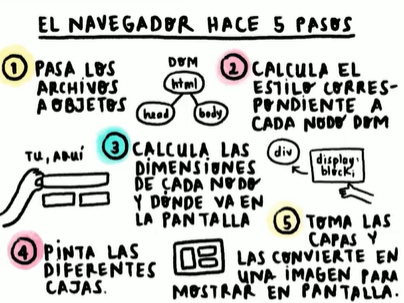 EL NAVEGADOR HACE 5 PASOS
1 PASA LOS
ARCHIVOS
A OBJETOS
DOM
html
head
body
2 CALCULA EL
ESTILO CORRES-
PONDIENTE A
CADA NODO DOM
div
display:
block;
TU, AQUÍ
3 CALCULA LAS
DIMENSIONES
DE CADA NODO
Y DÓNDE VA EN
LA PANTALLA
4 PINTA LAS
DIFERENTES
CAJAS.
5 TOMA LAS
CAPAS Y
LAS CONVIERTE EN
UNA IMAGEN PARA
MOSTRAR EN PANTALLA.